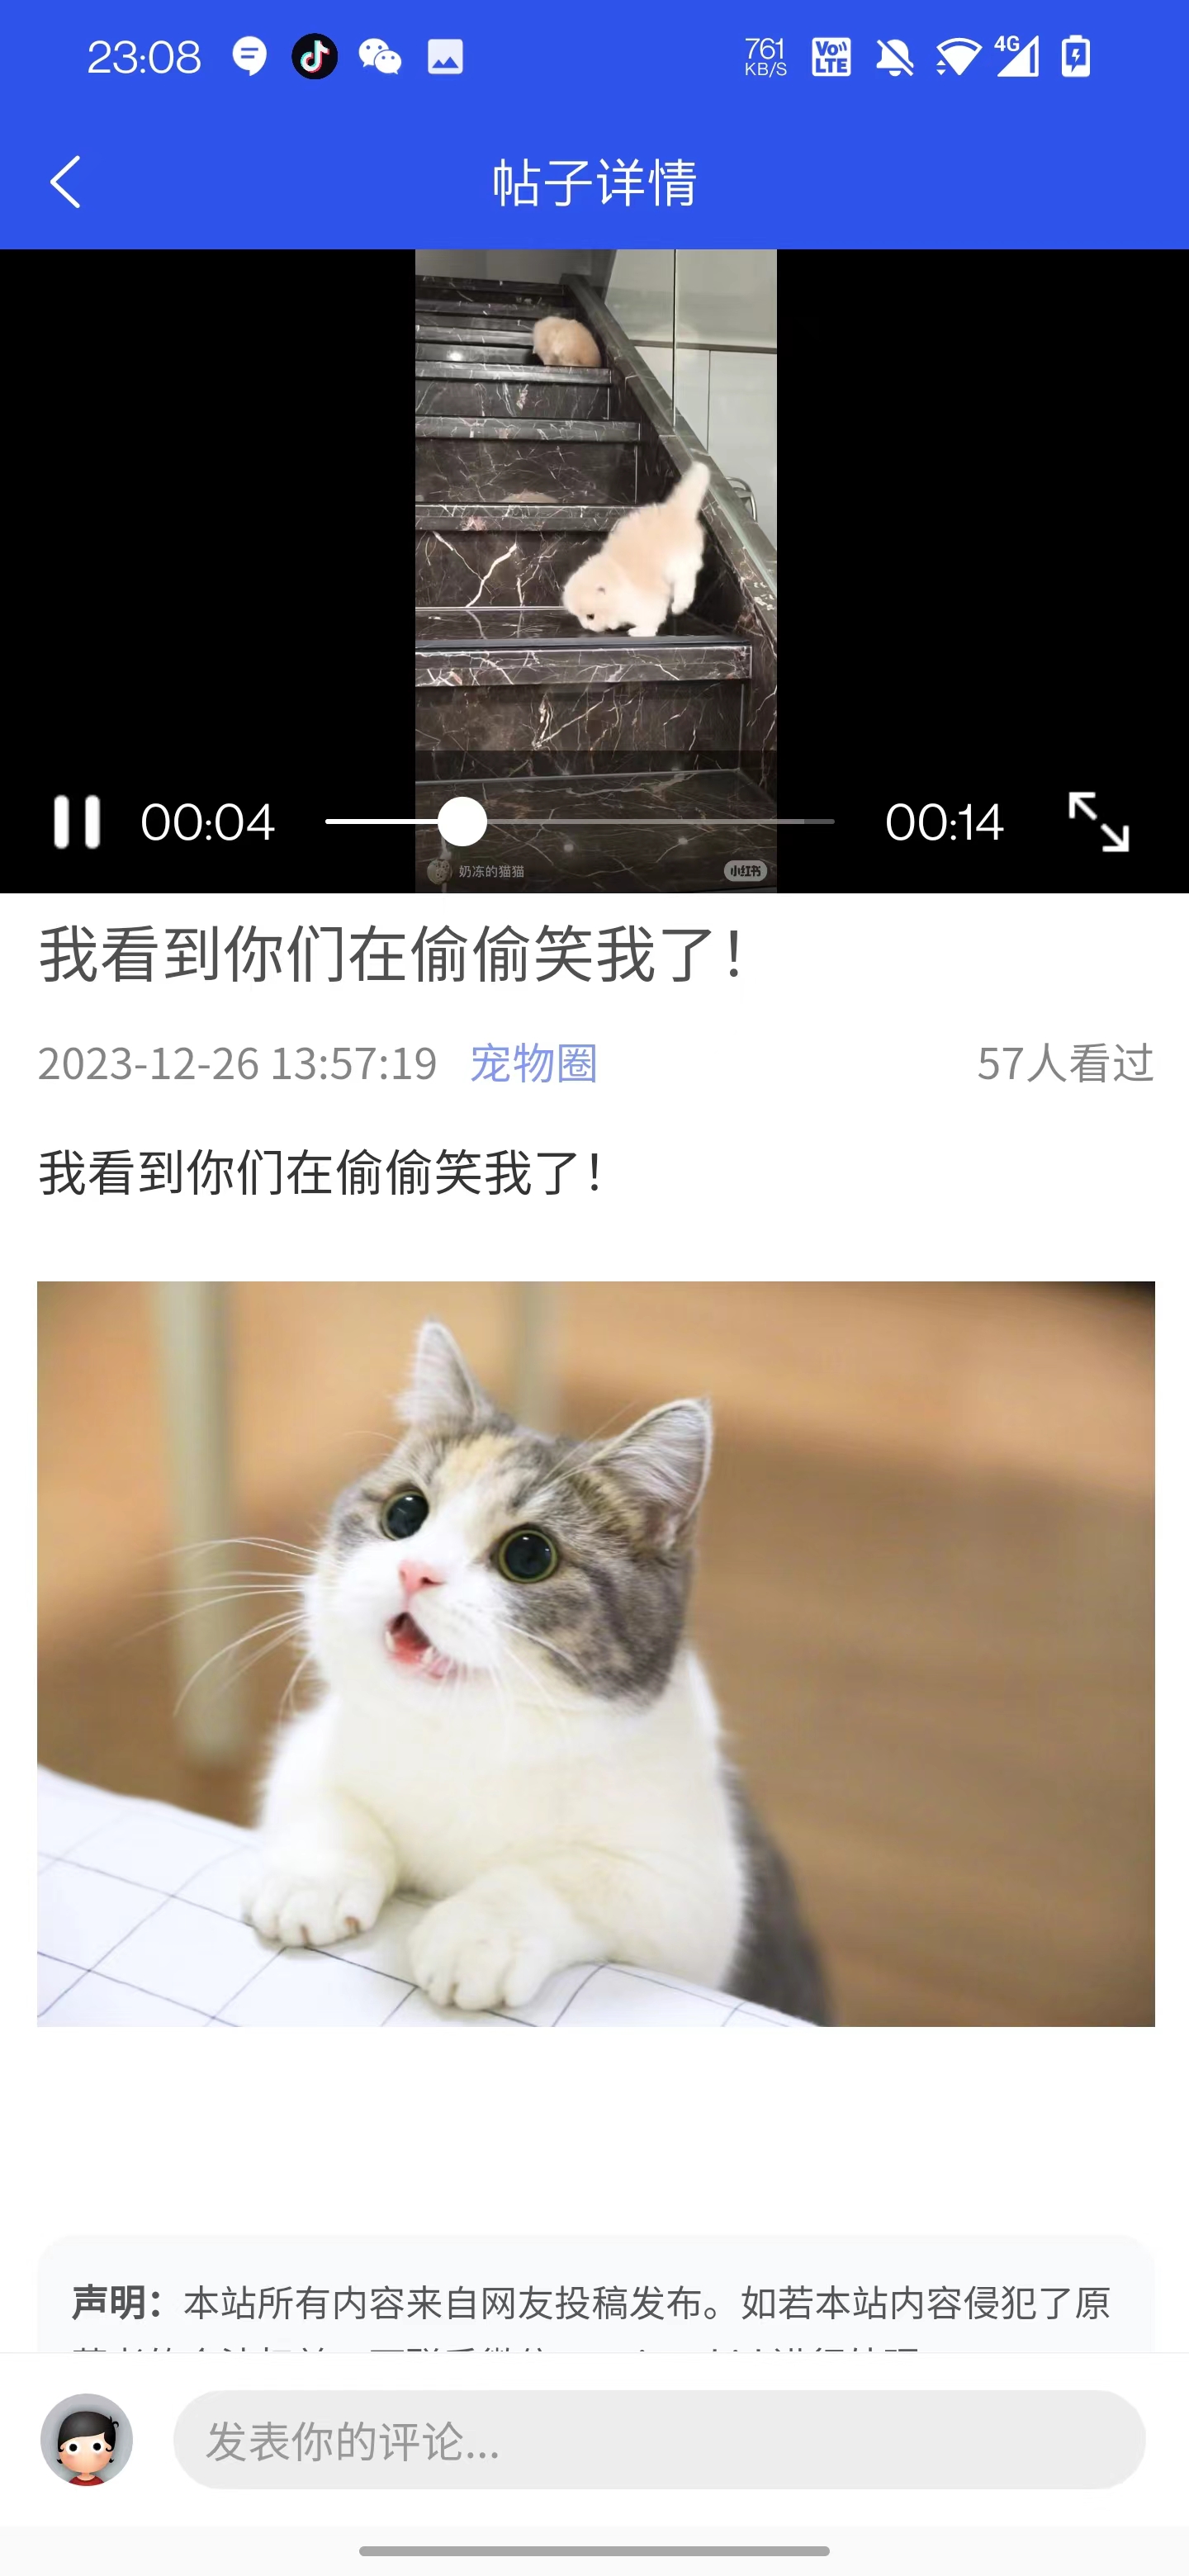 23:08
761
KB/S
Vo
LTE
4G
帖子详情
00:04
00:14
奶冻的猫猫
小红书
我看到你们在偷偷笑我了!
2023-12-26 13:57:19 宠物圈
57人看过
我看到你们在偷偷笑我了!
声明：本站所有内容来自网友投稿发布。如若本站内容侵犯了原
发表你的评论...